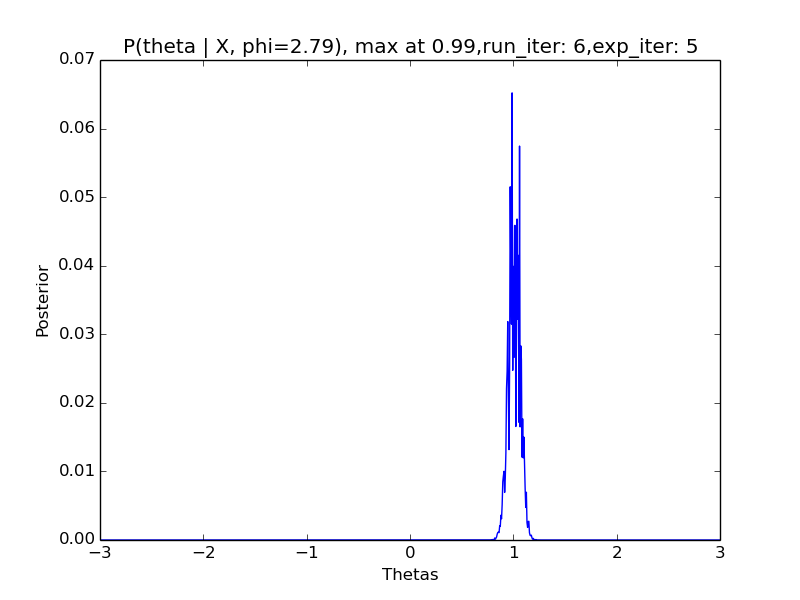 P(theta | X, phi=2.79), max at 0.99,run_iter: 6,exp_iter: 5
0.07
0.06
0.05
0.04
0.03
0.02
0.01
0.00
Posterior
−3 −2 −1 0 1 2 3
Thetas